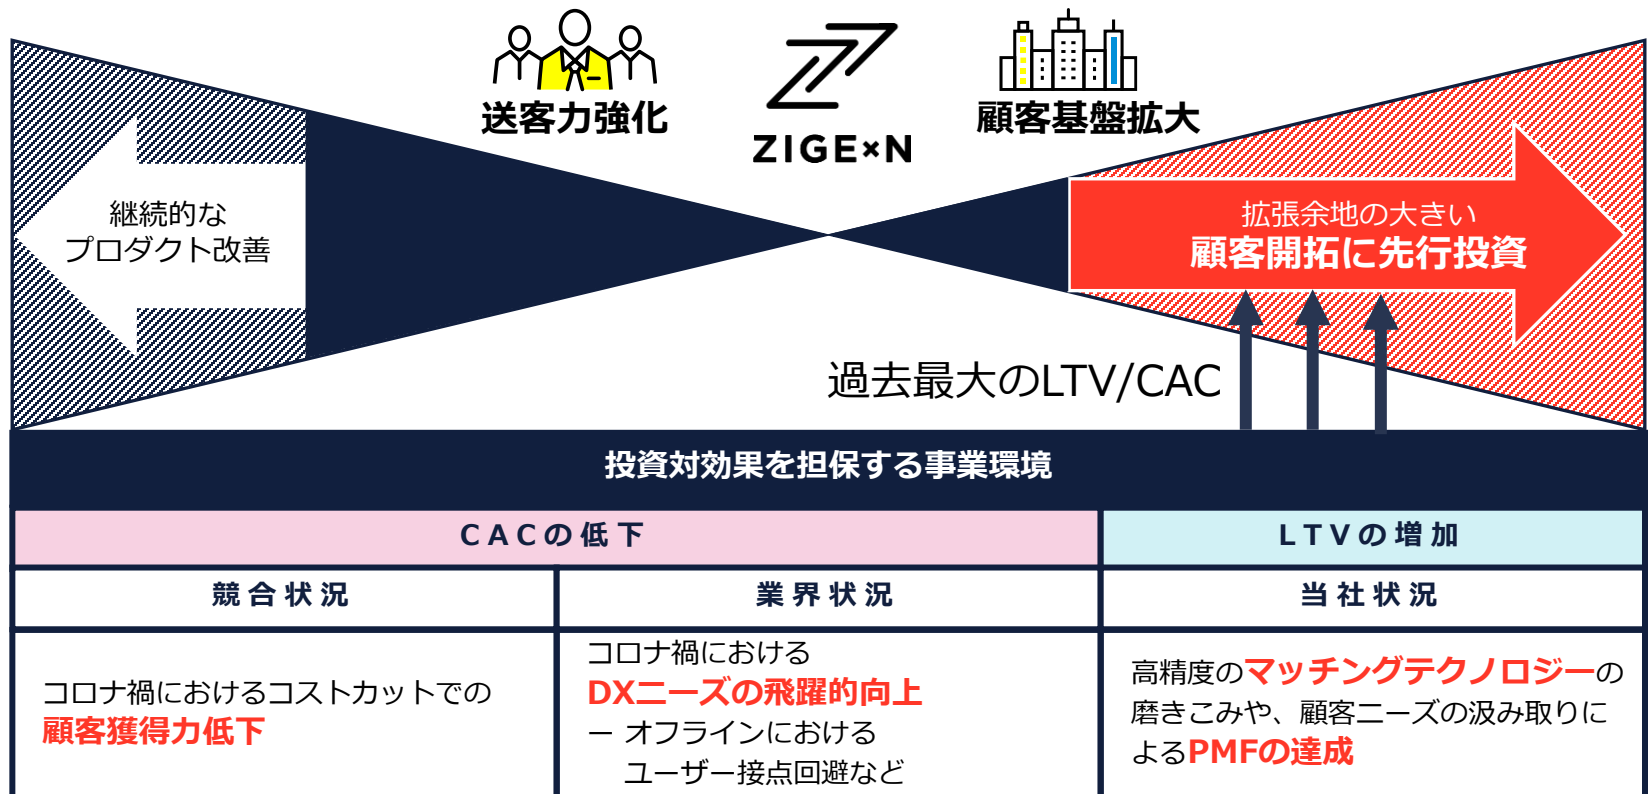 送客力強化
ZIGE×N
顧客基盤拡大
継続的な
プロダクト改善
拡張余地の大きい
顧客開拓に先行投資
過去最大のLTV/CAC
投資対効果を担保する事業環境
CACの低下
LTVの増加
競合状況
業界状況
当社状況
コロナ禍におけるコストカットでの
顧客獲得力低下
コロナ禍における
DXニーズの飛躍的向上
ー オフラインにおける
ユーザー接点回避など
高精度のマッチングテクノロジーの
磨きこみや、顧客ニーズの汲み取りに
よるPMFの達成